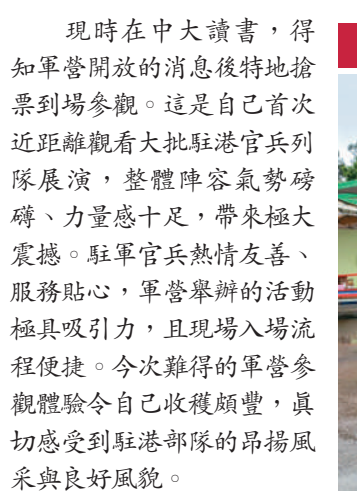 現時在中大讀書，得
知軍營開放的消息後特地搶
票到場參觀。這是自己首次
近距離觀看大批駐港官兵列
隊展演，整體陣容氣勢磅
礴、力量感十足，帶來極大
震撼。駐軍官兵熱情友善、
服務貼心，軍營舉辦的活動
極具吸引力，且現場入場流
程便捷。今次難得的軍營參
觀體驗令自己收穫頗豐，真
切感受到駐港部隊的昂揚風
采與良好風貌。